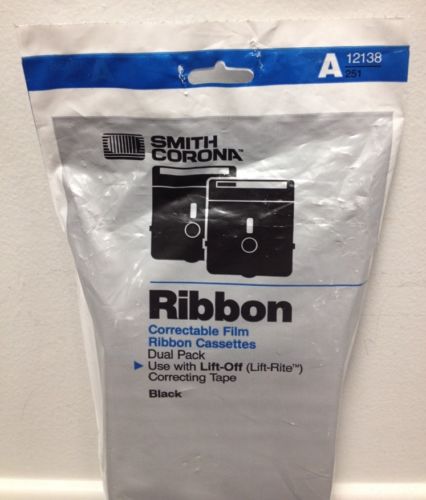 A 12138
251
SMITH
CORONA™
Ribbon
Correctable Film
Ribbon Cassettes
Dual Pack
▶ Use with Lift-Off (Lift-Rite™)
Correcting Tape
Black